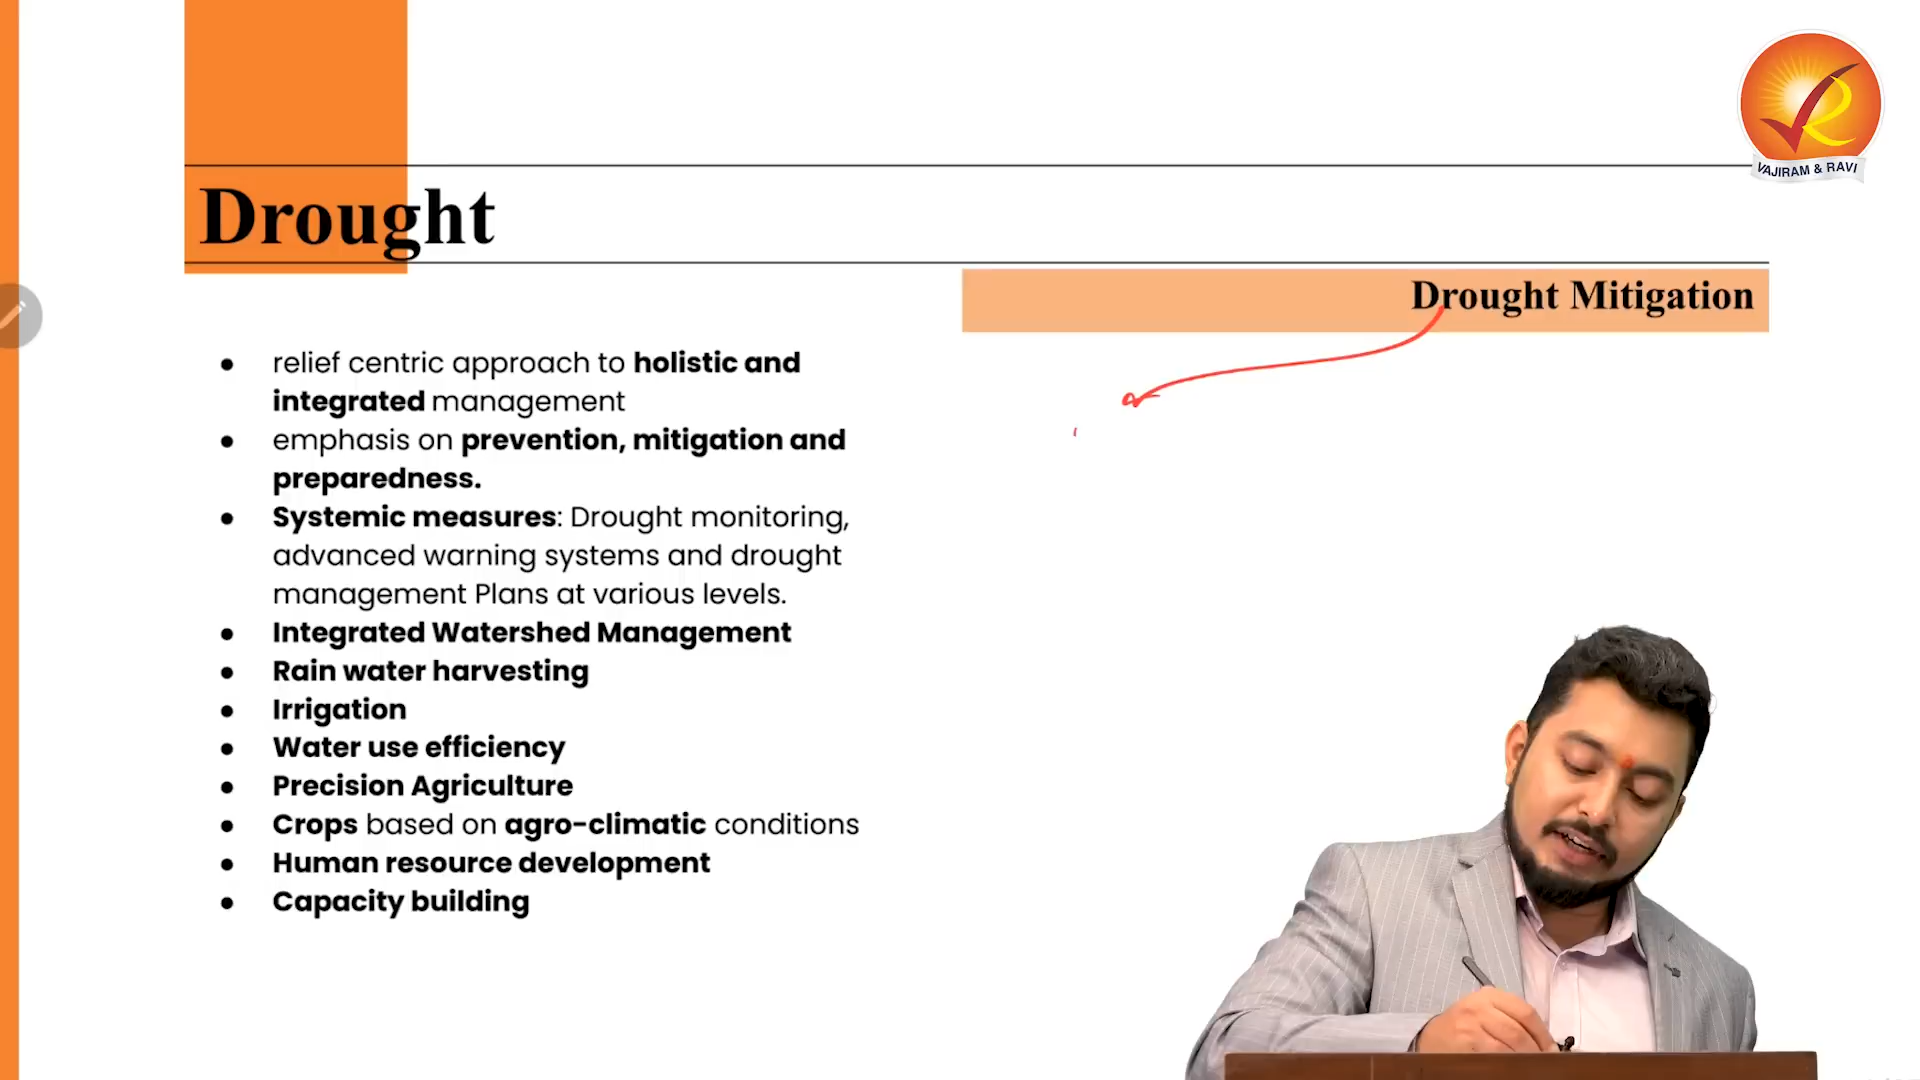 VAJIRAM & RAVI
Drought
Drought Mitigation
● relief centric approach to holistic and
integrated management
● emphasis on prevention, mitigation and
preparedness.
● Systemic measures: Drought monitoring,
advanced warning systems and drought
management Plans at various levels.
● Integrated Watershed Management
● Rain water harvesting
● Irrigation
● Water use efficiency
● Precision Agriculture
● Crops based on agro-climatic conditions
● Human resource development
● Capacity building